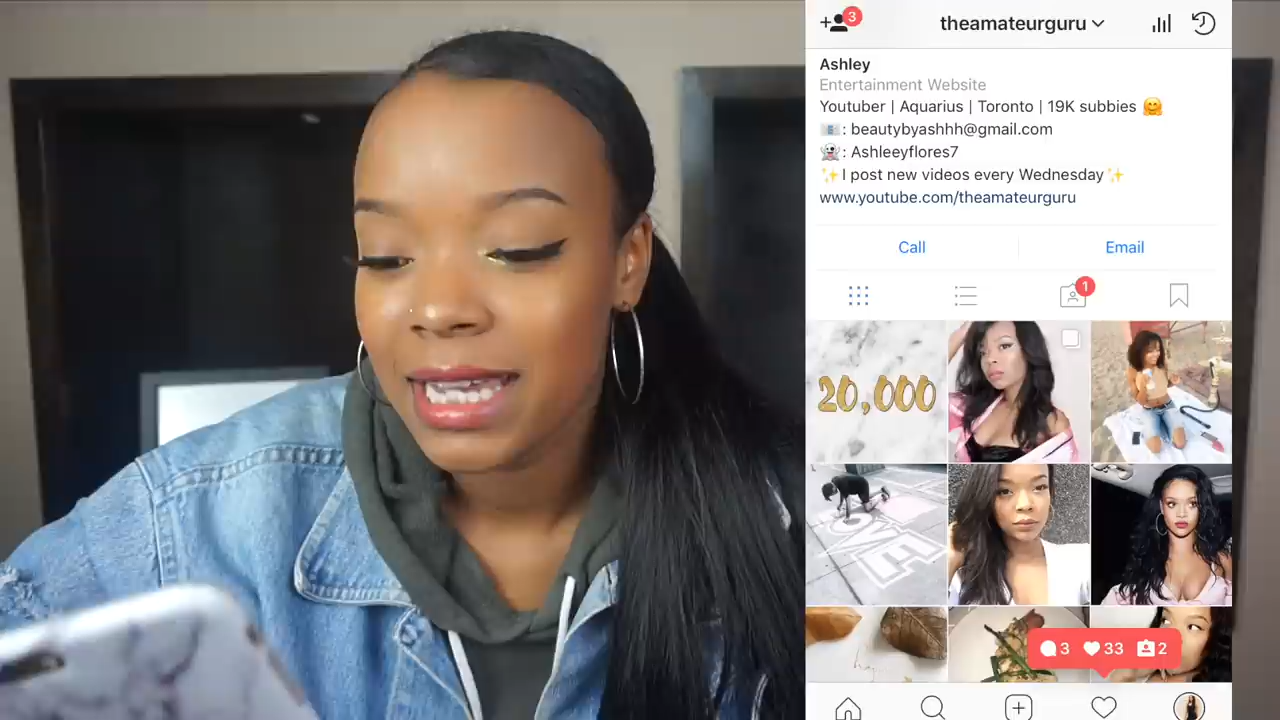 3
theamateurguru
Ashley
Entertainment Website
Youtuber | Aquarius | Toronto | 19K subbies 🤗
📧: beautybyashhh@gmail.com
👻: Ashleeyflores7
✨I post new videos every Wednesday✨
www.youtube.com/theamateurguru
Call Email
1
20,000
LOVE
3 33 2